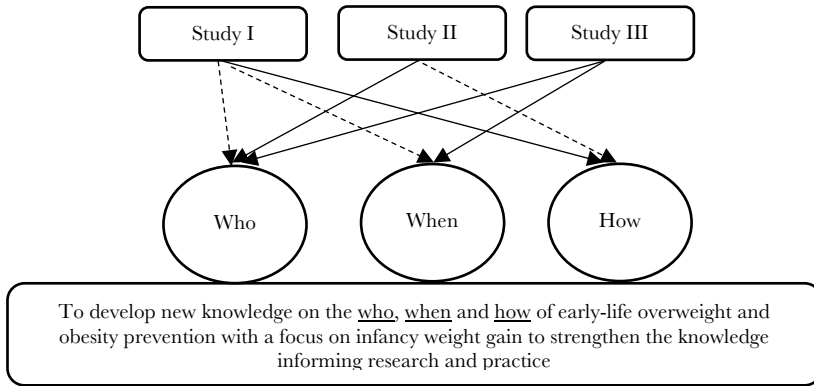 Study I
Study II
Study III
Who
When
How
To develop new knowledge on the who, when and how of early-life overweight and
obesity prevention with a focus on infancy weight gain to strengthen the knowledge
informing research and practice